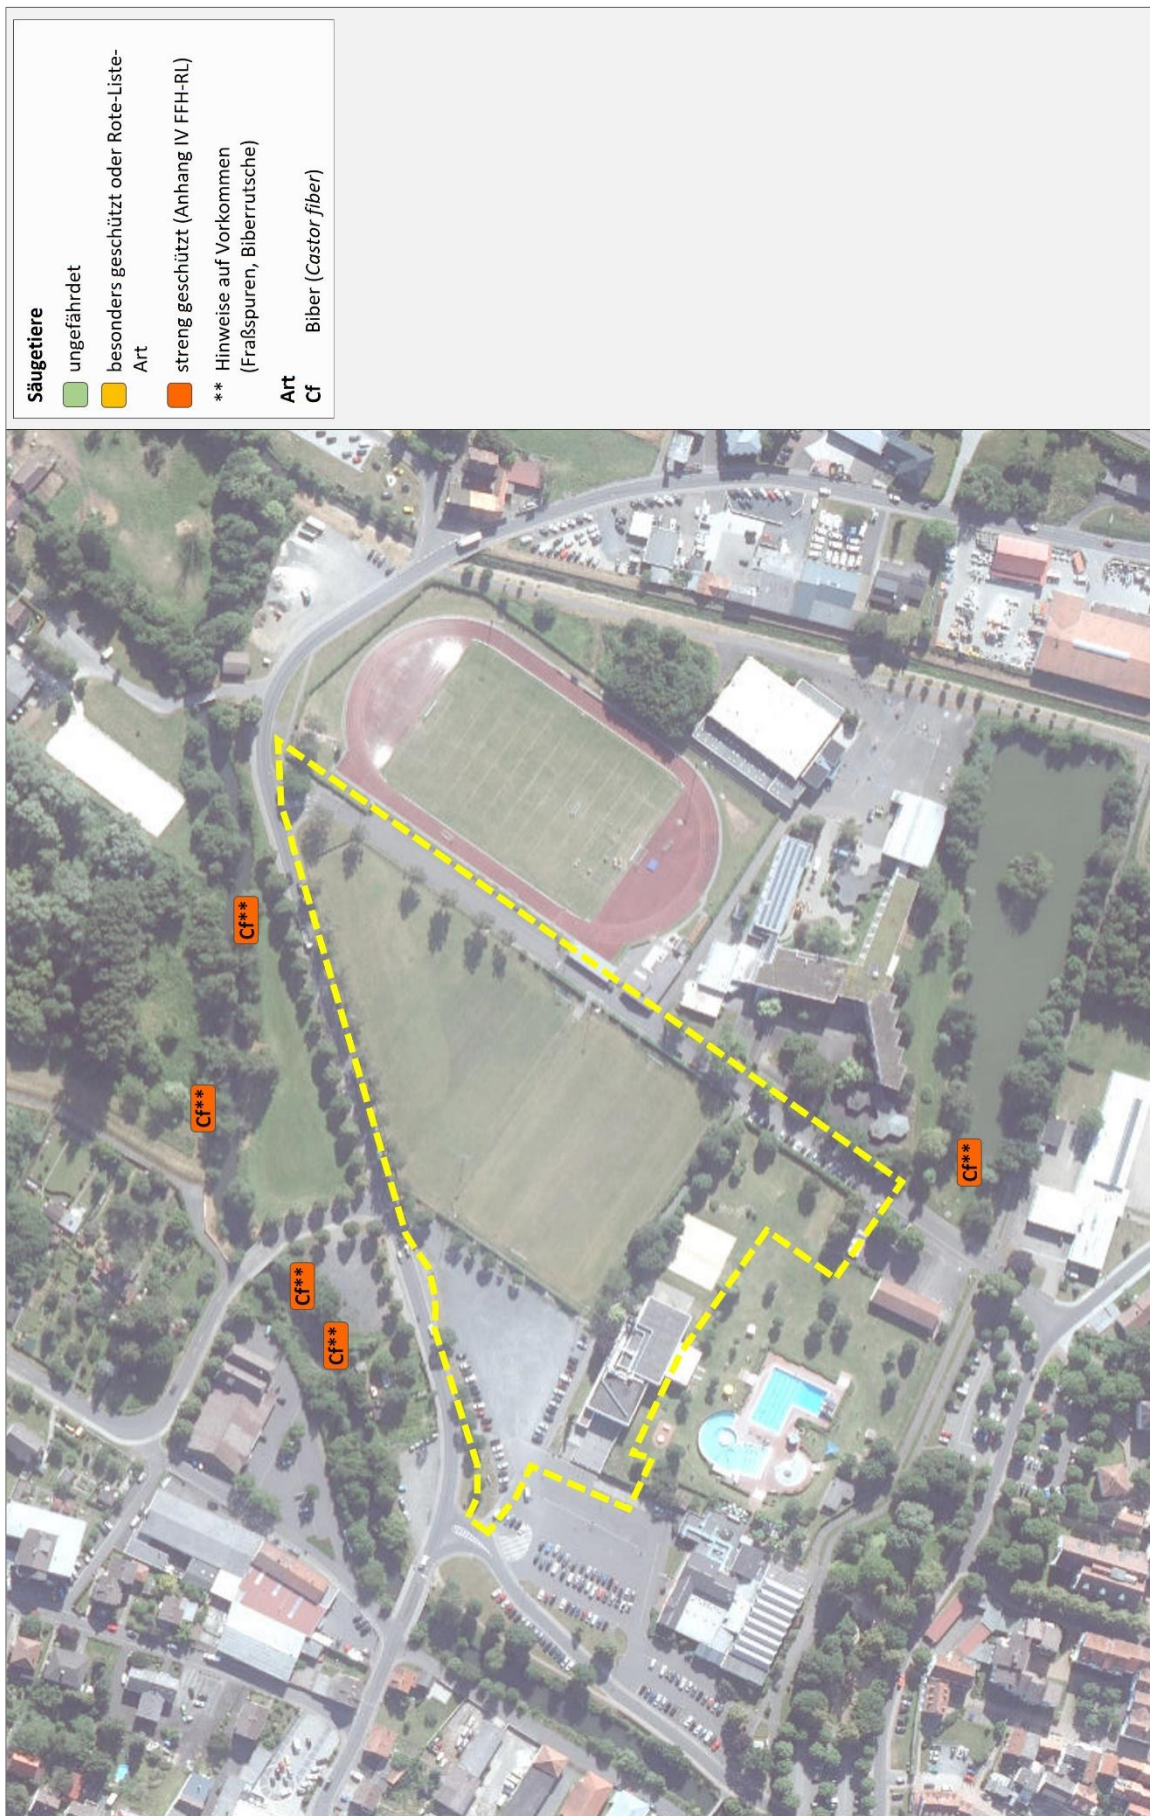 Säugetiere
ungefährdet
besonders geschützt oder Rote-Liste-
Art
streng geschützt (Anhang IV FFH-RL)
** Hinweise auf Vorkommen
(Fraßspuren, Biberrutsche)
Art
Cf Biber (Castor fiber)
Cf**
Cf**
Cf**
Cf**
Cf**